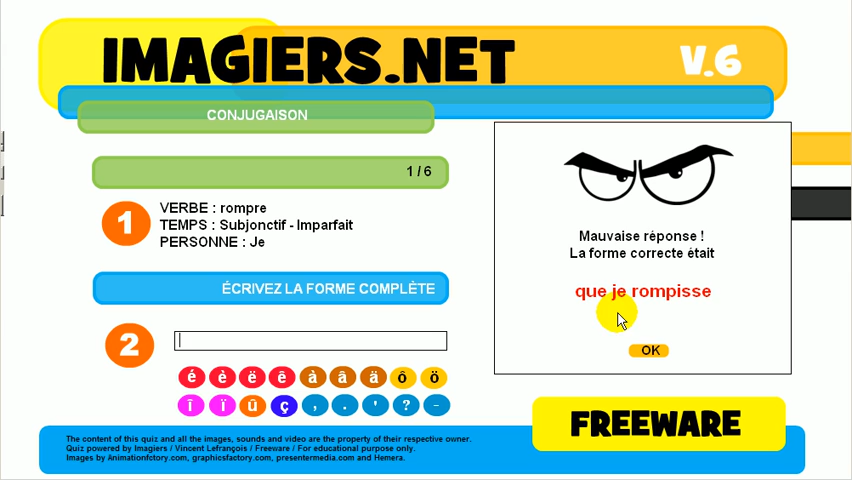 IMAGIERS.NET
V.6
CONJUGAISON
1 / 6
1
VERBE : rompre
TEMPS : Subjonctif - Imparfait
PERSONNE : Je
ÉCRIVEZ LA FORME COMPLÈTE
2
é è ë ē à ā ä ô ö
Î Ï Û ç , . ' ? -
Mauvaise réponse !
La forme correcte était
que je rompisse
OK
FREEWARE
The content of this quiz and all the images, sounds and video are the property of their respective owner.
Quiz powered by Imagiers / Vincent Lefrançois / Freeware / For educational purpose only.
Images by Animationfctory.com, graphicsfactory.com, presentermedia.com and Hemera.